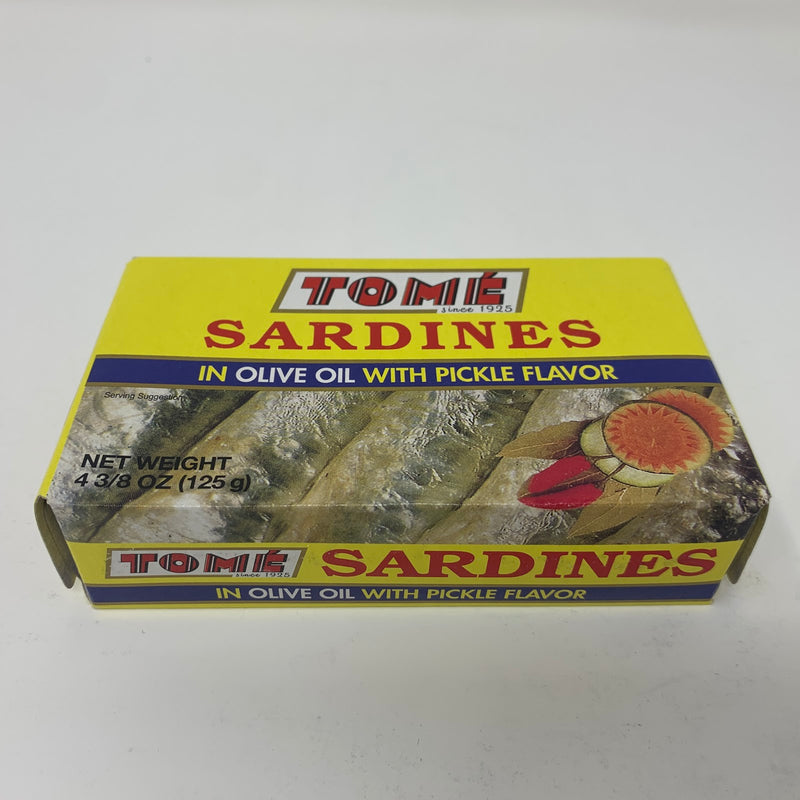 TOMÉ
since 1925
SARDINES
IN OLIVE OIL WITH PICKLE FLAVOR
Serving Suggestion
NET WEIGHT
4 3/8 OZ (125 g)
TOMÉ SARDINES
since 1925
IN OLIVE OIL WITH PICKLE FLAVOR